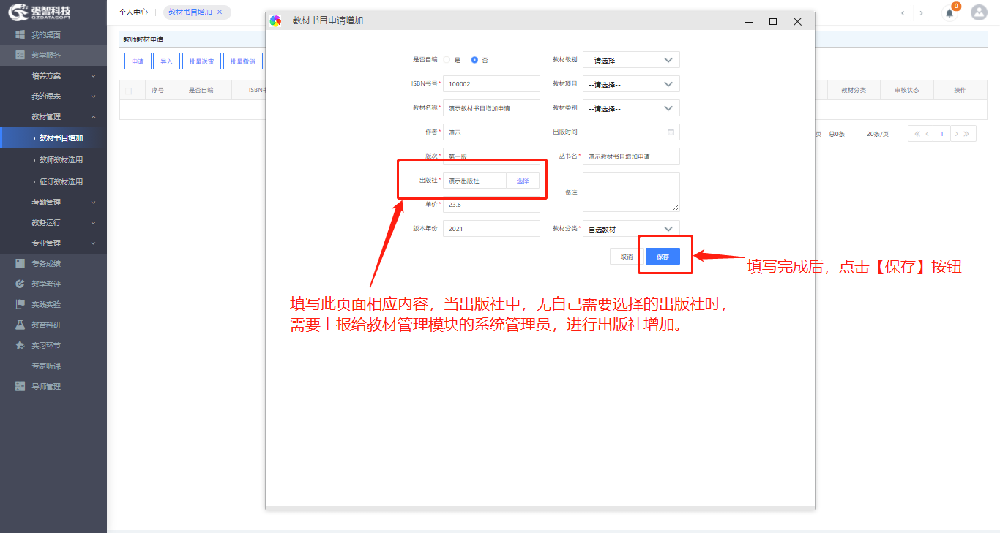 强智科技
QZDATASOFT
个人中心
教材书目增加 ×
0
我的桌面
教学服务
培养方案
我的课表
教材管理
教材书目增加
教师教材选用
征订教材选用
考勤管理
教务运行
专业管理
考务成绩
教学考评
实践实验
教育科研
实习环节
专家听课
导师管理
教师教材申请
申请 导入 批量送审 批量撤销
序号 是否自编 ISBN 教材分类 审核状态 操作
页 总0条 20条/页 1
教材书目申请增加
是否自编 是 否 教材级别 --请选择--
ISBN书号* 100002 教材项目 --请选择--
教材名称* 演示教材书目增加申请 教材类别 --请选择--
作者* 演示 出版时间
版次* 第一版 丛书名* 演示教材书目增加申请
出版社* 演示出版社 选择 备注
单价* 23.6
版本年份 2021 教材分类* 自选教材
取消 保存
填写完成后，点击【保存】按钮
填写此页面相应内容，当出版社中，无自己需要选择的出版社时，
需要上报给教材管理模块的系统管理员，进行出版社增加。